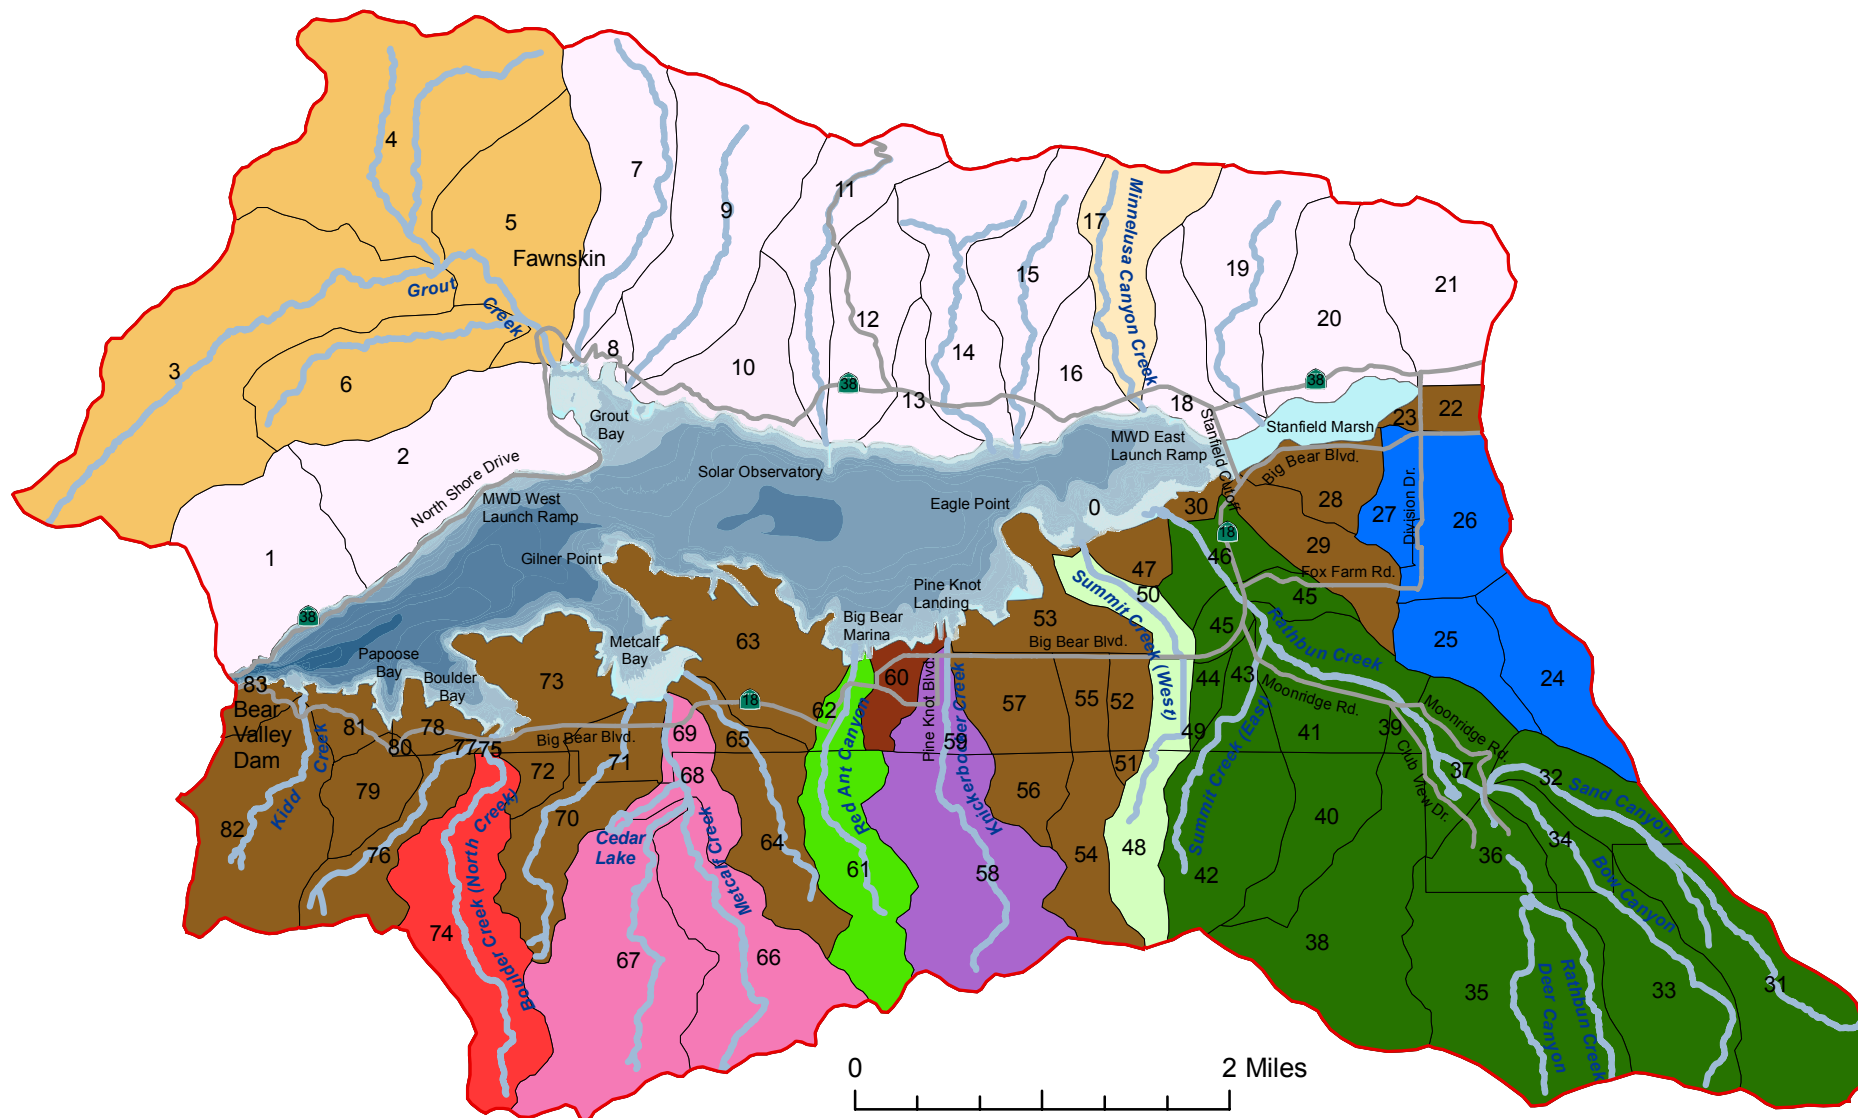 4
7
5
Fawnskin
9
11
17
Minnelusa Canyon Creek
15
19
21
Grout
Creek
12
20
3
6
8
10
14
16
38
38
13
18
Grout
Bay
23
22
Stanfield Cutoff
Stanfield Marsh
MWD East
Launch Ramp
2
North Shore Drive
Solar Observatory
Big Bear Blvd.
MWD West
Launch Ramp
Eagle Point
0
30
28
27
Division Dr.
26
1
Gilner Point
18
29
46
47
Fox Farm Rd.
50
Pine Knot
Landing
Summit Creek (West)
45
45
38
Big Bear
Marina
53
Big Bear Blvd.
Rathbun Creek
25
63
Metcalf
Bay
Papoose
Bay
Boulder
Bay
73
83
Bear
Valley
Dam
60
Pine Knot Blvd.
Knickerbocker Creek
57
55
52
44
43
Moonridge Rd.
24
18
62
Red Ant Canyon
81
78
80
77
75
Big Bear Blvd.
69
65
59
49
Summit Creek (East)
41
39
Moonridge Rd.
Club View Dr.
Kidd
Creek
72
71
68
51
37
32
Sand Canyon
79
56
82
70
Cedar
Lake
Metcalf Creek
64
40
34
76
61
58
54
48
42
36
Bow Canyon
74
Boulder Creek (North Creek)
67
66
38
35
Deer Canyon
Rathbun Creek
33
31
0
2 Miles